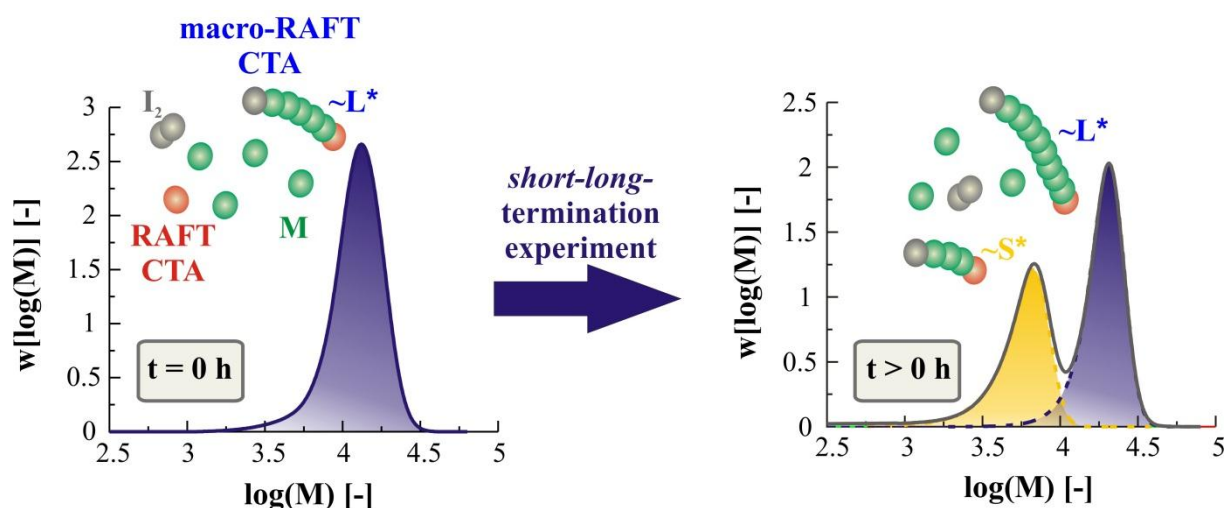 macro-RAFT
CTA
I₂
~L*
RAFT
CTA
M
w[log(M)] [-]
3
2.5
2
1.5
1
0.5
0
t = 0 h
2.5 3 3.5 4 4.5 5
log(M) [-]
short-long-
termination
experiment
~L*
~S*
w[log(M)] [-]
2.5
2
1.5
1
0.5
0
t > 0 h
2.5 3 3.5 4 4.5 5
log(M) [-]